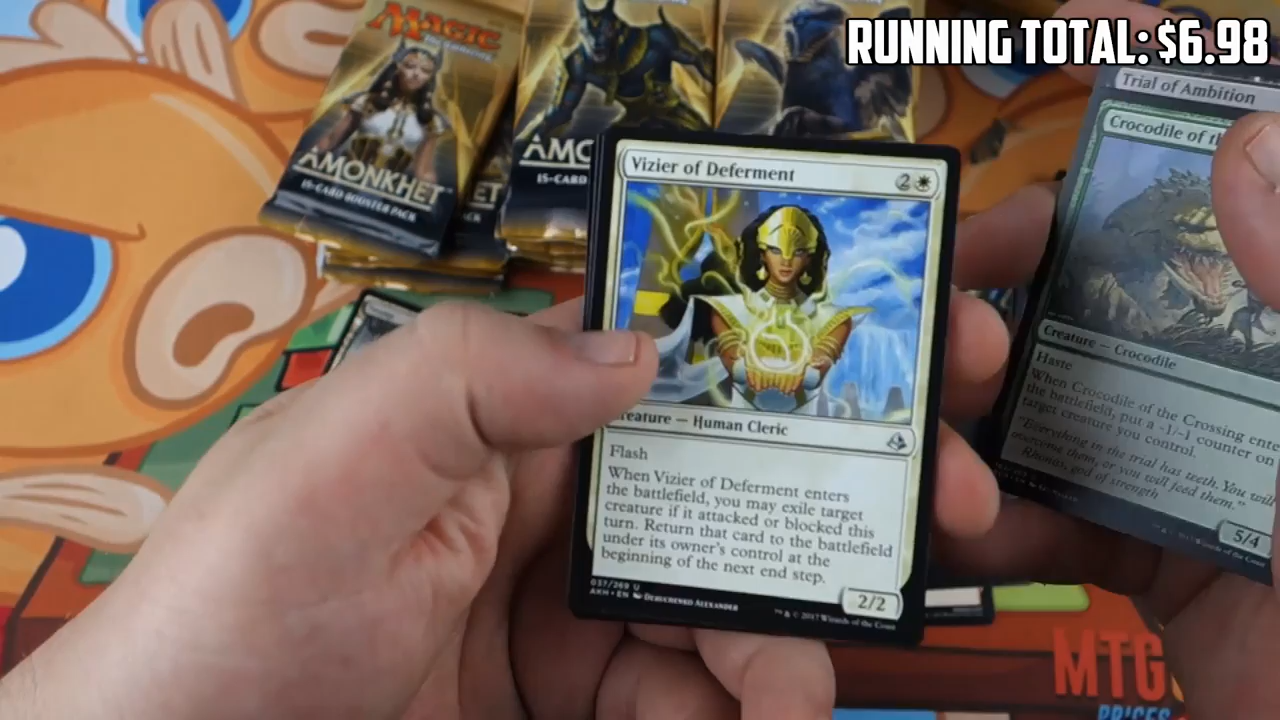 RUNNING TOTAL: $6.98
MAGIC
AMONKHET
15-CARD BOOSTER PACK
AMO
15-CARD
Vizier of Deferment
2
Creature — Human Cleric
Flash
When Vizier of Deferment enters
the battlefield, you may exile target
creature if it attacked or blocked this
turn. Return that card to the battlefield
under its owner's control at the
beginning of the next end step.
2/2
037/269 U
AKH • EN DERUCHENKO ALEXANDER
™ & © 2017 Wizards of the Coast
Trial of Ambition
Crocodile of
Creature — Crocodile
Haste
When Crocodile of the Crossing
the battlefield, put a -1/-1 counter on
target creature you control.
"Everything in the trial has teeth. You will
overcome them, or you will feed them."
Rhonas, god of strength
5/4
MTG
PRICES